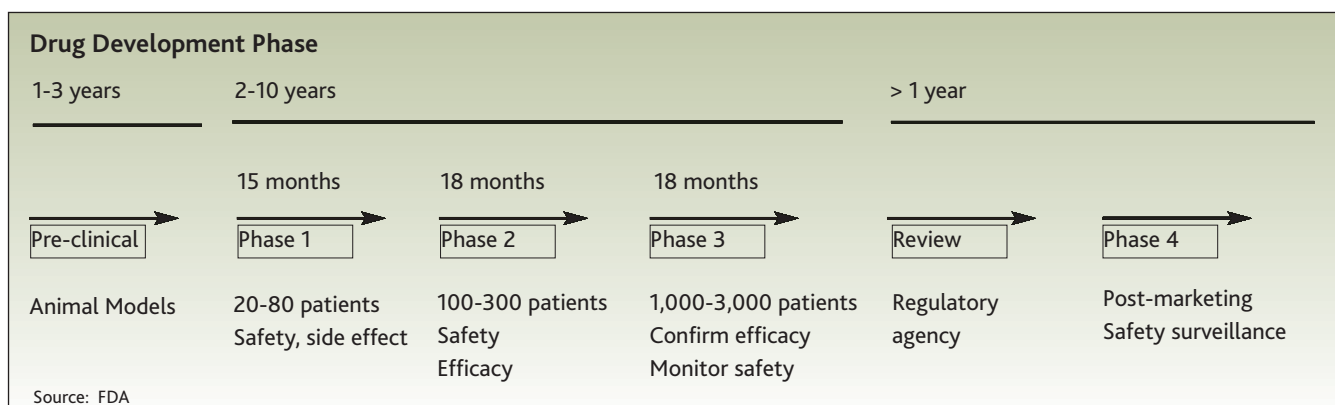 Drug Development Phase
1-3 years 2-10 years > 1 year
15 months 18 months 18 months
Pre-clinical Phase 1 Phase 2 Phase 3 Review Phase 4
Animal Models 20-80 patients 100-300 patients 1,000-3,000 patients Regulatory Post-marketing
Safety, side effect Safety Confirm efficacy agency Safety surveillance
Efficacy Monitor safety
Source: FDA